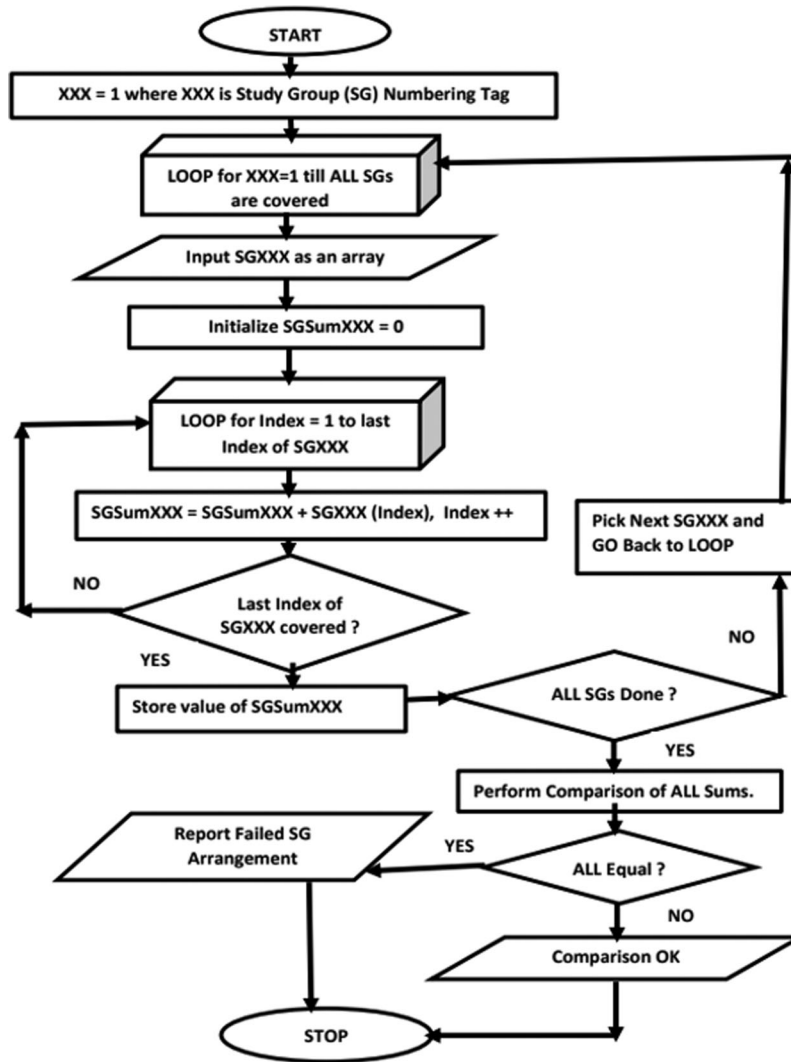 START
XXX = 1 where XXX is Study Group (SG) Numbering Tag
LOOP for XXX=1 till ALL SGs
are covered
Input SGXXX as an array
Initialize SGSumXXX = 0
LOOP for Index = 1 to last
Index of SGXXX
SGSumXXX = SGSumXXX + SGXXX (Index), Index ++
Pick Next SGXXX and
GO Back to LOOP
NO
Last Index of
SGXXX covered ?
NO
YES
Store value of SGSumXXX
ALL SGs Done ?
YES
Perform Comparison of ALL Sums.
Report Failed SG
Arrangement
YES
ALL Equal ?
NO
Comparison OK
STOP